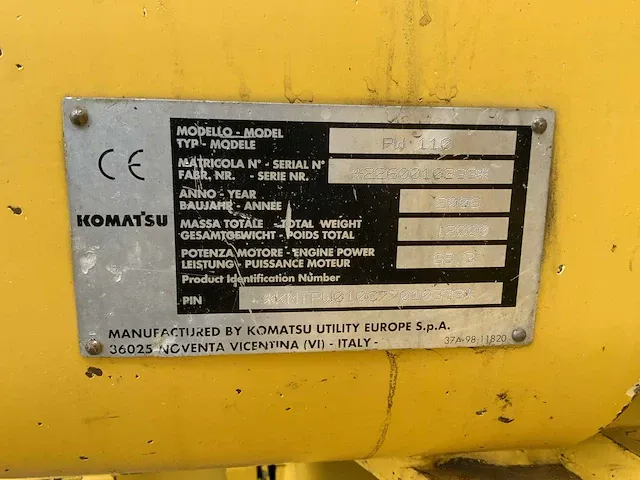 CE
KOMATSU
MODELLO - MODEL
TYP - MODELE
PW 110
MATRICOLA N° - SERIAL N°
FABR. NR. - SERIE NR.
ANNO - YEAR
BAUJAHR - ANNEE
MASSA TOTALE - TOTAL WEIGHT
GESAMTGEWICHT - POIDS TOTAL
POTENZA MOTORE - ENGINE POWER
LEISTUNG - PUISSANCE MOTEUR
Product Identification Number
PIN
MANUFACTURED BY KOMATSU UTILITY EUROPE S.p.A.
36025 NOVENTA VICENTINA (VI) - ITALY -
37A-98-11820